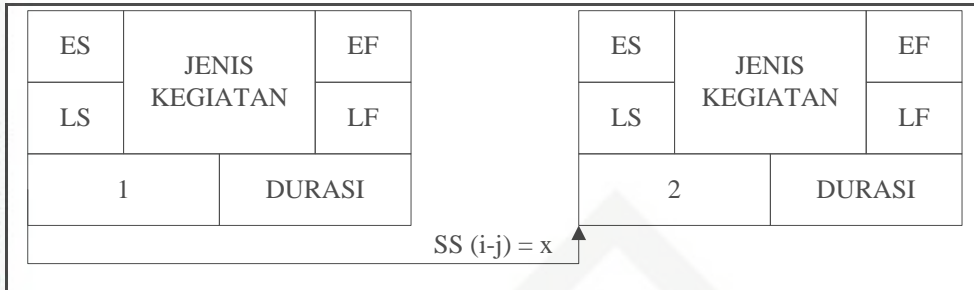 ES
JENIS
KEGIATAN
EF
LS
LF
1
DURASI
ES
JENIS
KEGIATAN
EF
LS
LF
2
DURASI
SS (i-j) = x